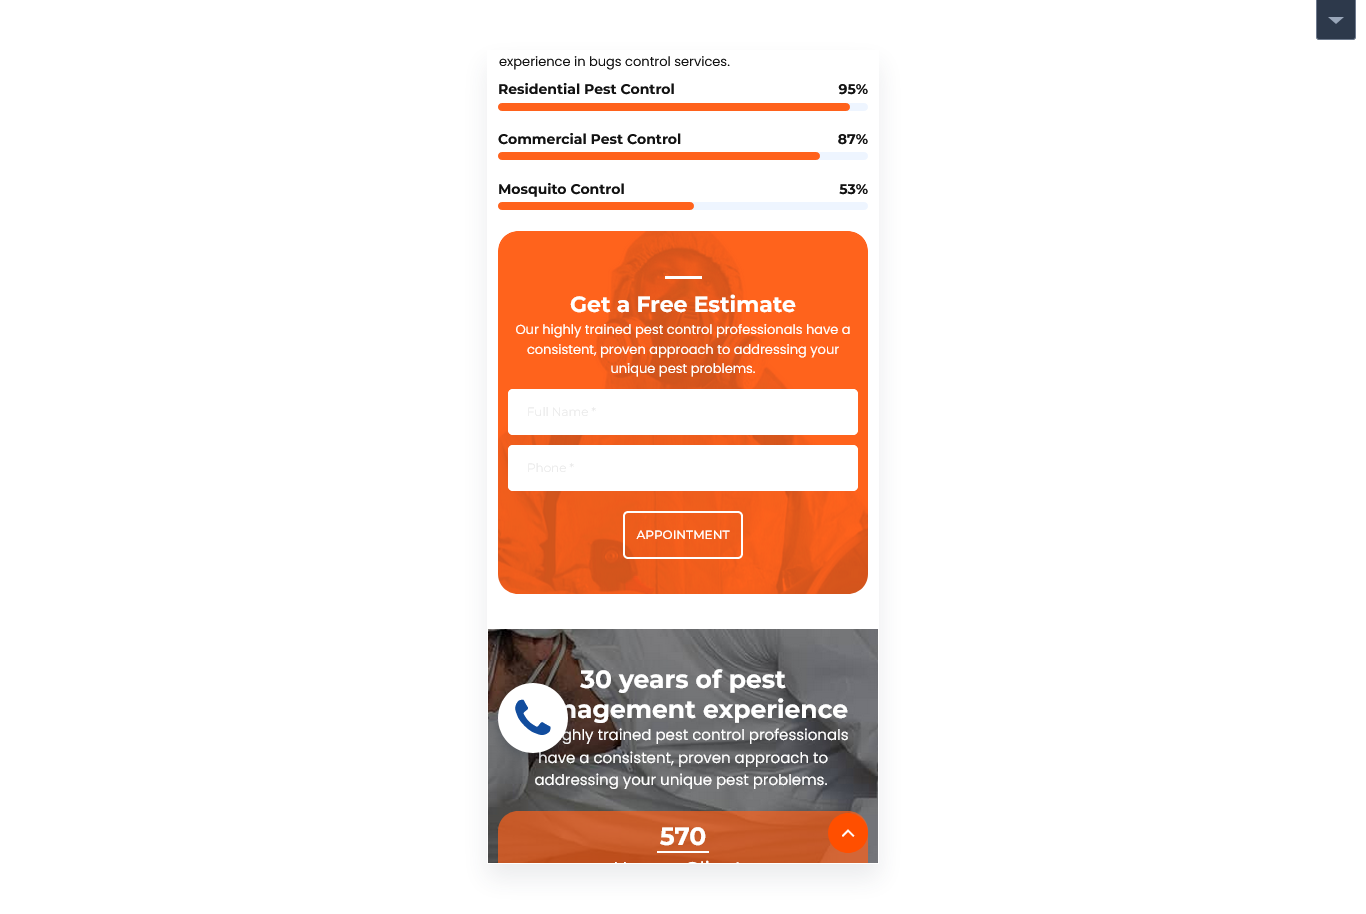 experience in bugs control services.
Residential Pest Control 95%
Commercial Pest Control 87%
Mosquito Control 53%
Get a Free Estimate
Our highly trained pest control professionals have a
consistent, proven approach to addressing your
unique pest problems.
Full Name *
Phone *
APPOINTMENT
30 years of pest
nagement experience
ghly trained pest control professionals
have a consistent, proven approach to
addressing your unique pest problems.
570